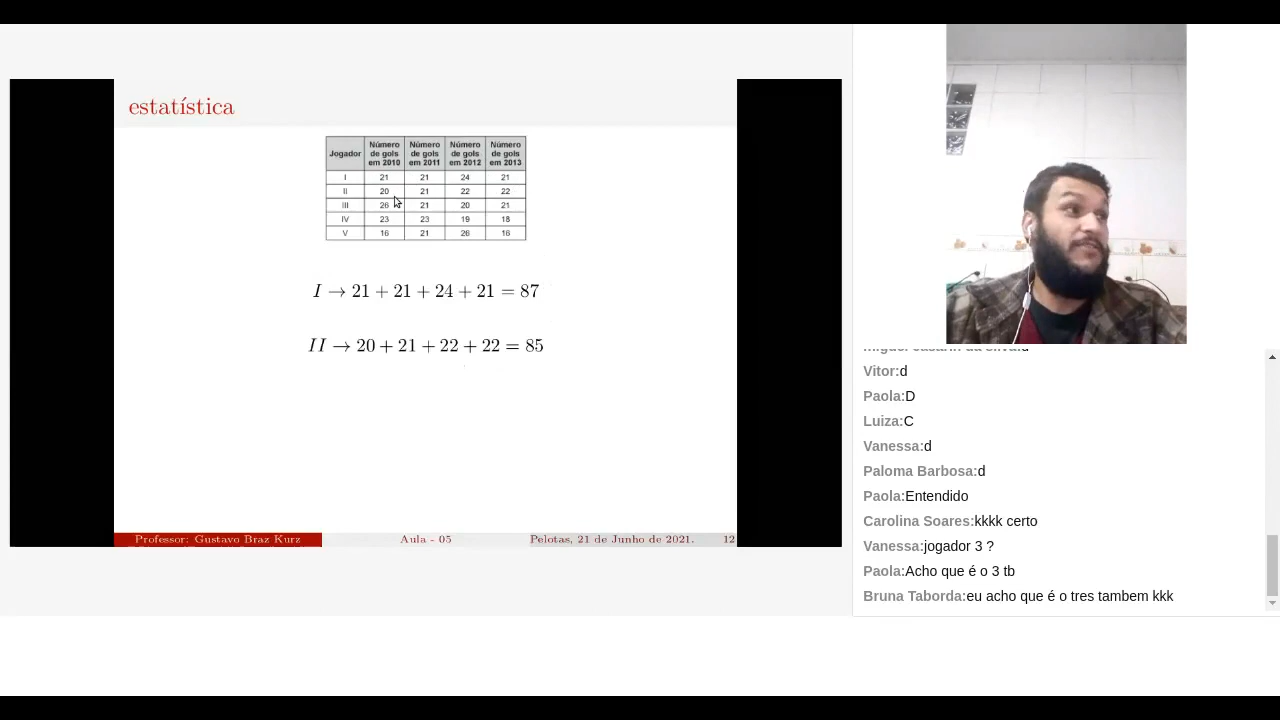 estatística
Jogador Número de gols em 2010 Número de gols em 2011 Número de gols em 2012 Número de gols em 2013
I 21 21 24 21
II 20 21 22 22
III 26 21 20 21
IV 23 23 19 18
V 16 21 26 16
I → 21 + 21 + 24 + 21 = 87
II → 20 + 21 + 22 + 22 = 85
Professor: Gustavo Braz Kurz Aula - 05 Pelotas, 21 de Junho de 2021. 12
Vitor:d
Paola:D
Luiza:C
Vanessa:d
Paloma Barbosa:d
Paola:Entendido
Carolina Soares:kkkk certo
Vanessa:jogador 3 ?
Paola:Acho que é o 3 tb
Bruna Taborda:eu acho que é o tres tambem kkk